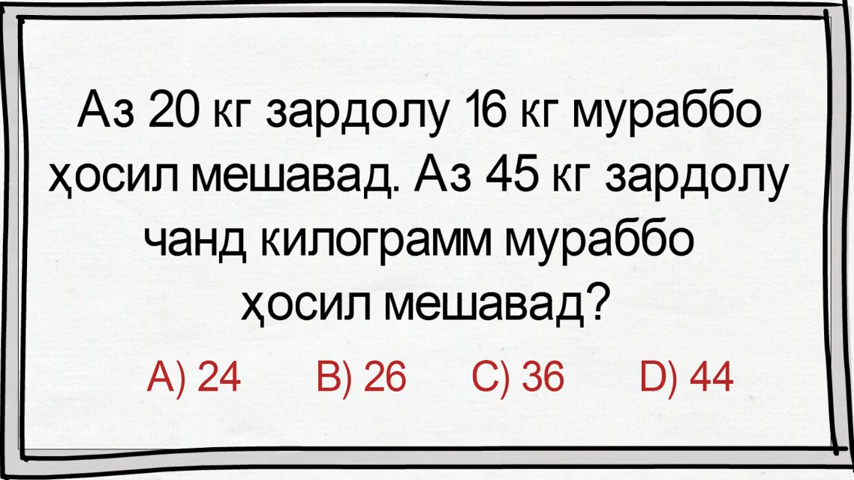 Аз 20 кг зардолу 16 кг мураббо
ҳосил мешавад. Аз 45 кг зардолу
чанд килограмм мураббо
ҳосил мешавад?
A) 24 B) 26 C) 36 D) 44